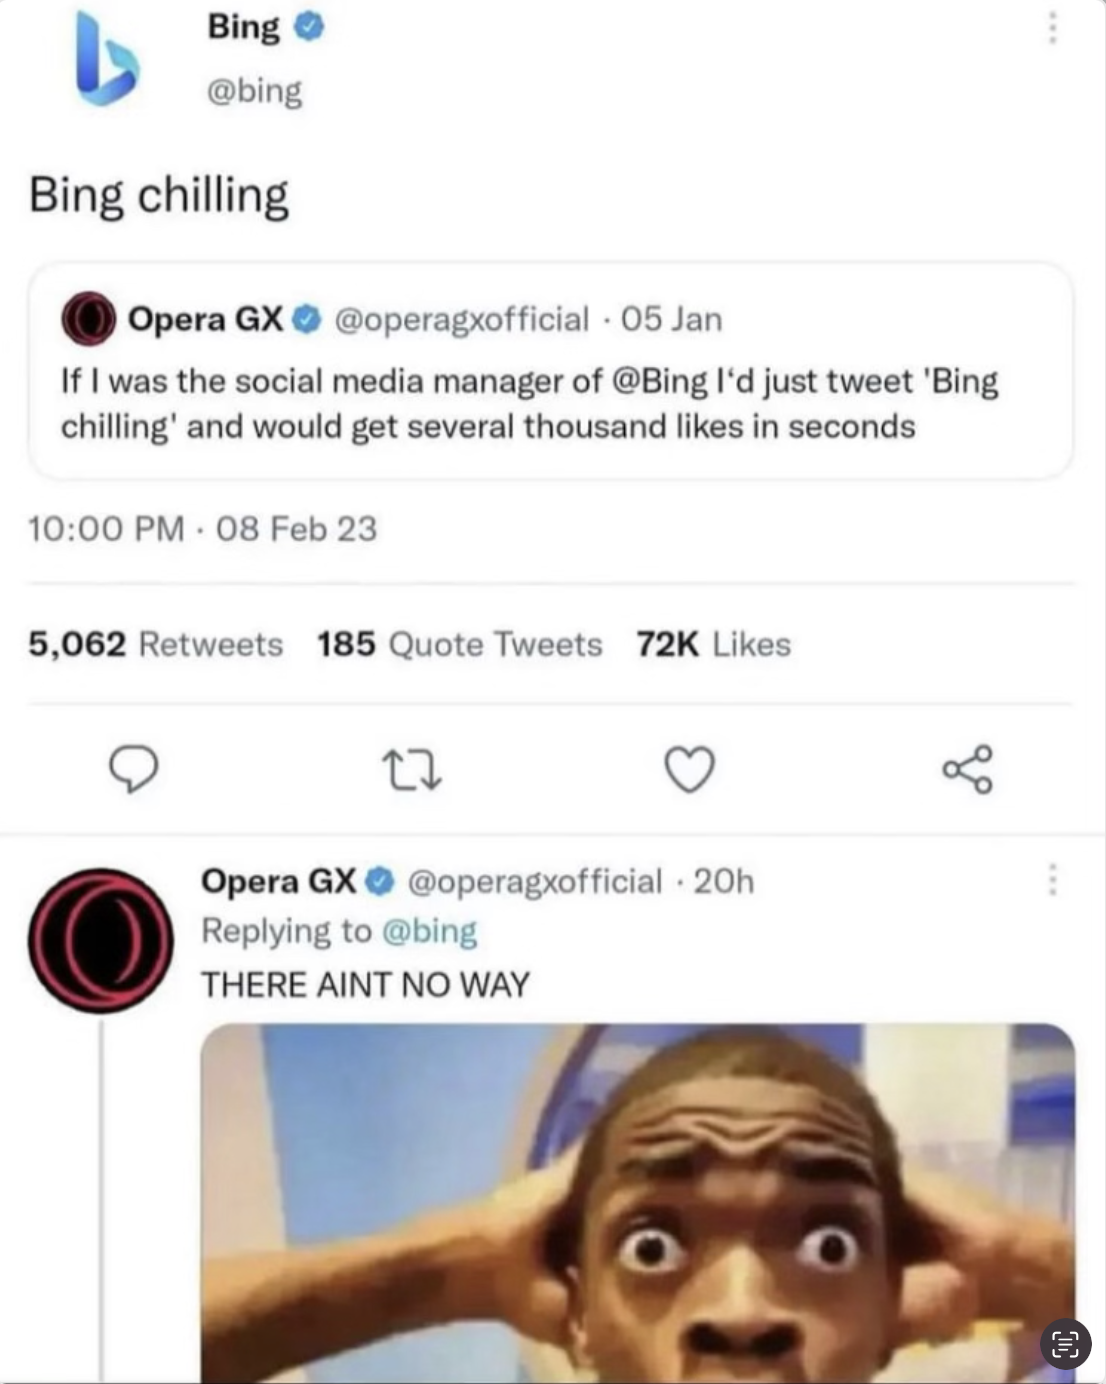 Bing
@bing
Bing chilling
Opera GX @operagxofficial · 05 Jan
If I was the social media manager of @Bing I‘d just tweet 'Bing
chilling' and would get several thousand likes in seconds
10:00 PM · 08 Feb 23
5,062 Retweets 185 Quote Tweets 72K Likes
Opera GX @operagxofficial · 20h
Replying to @bing
THERE AINT NO WAY